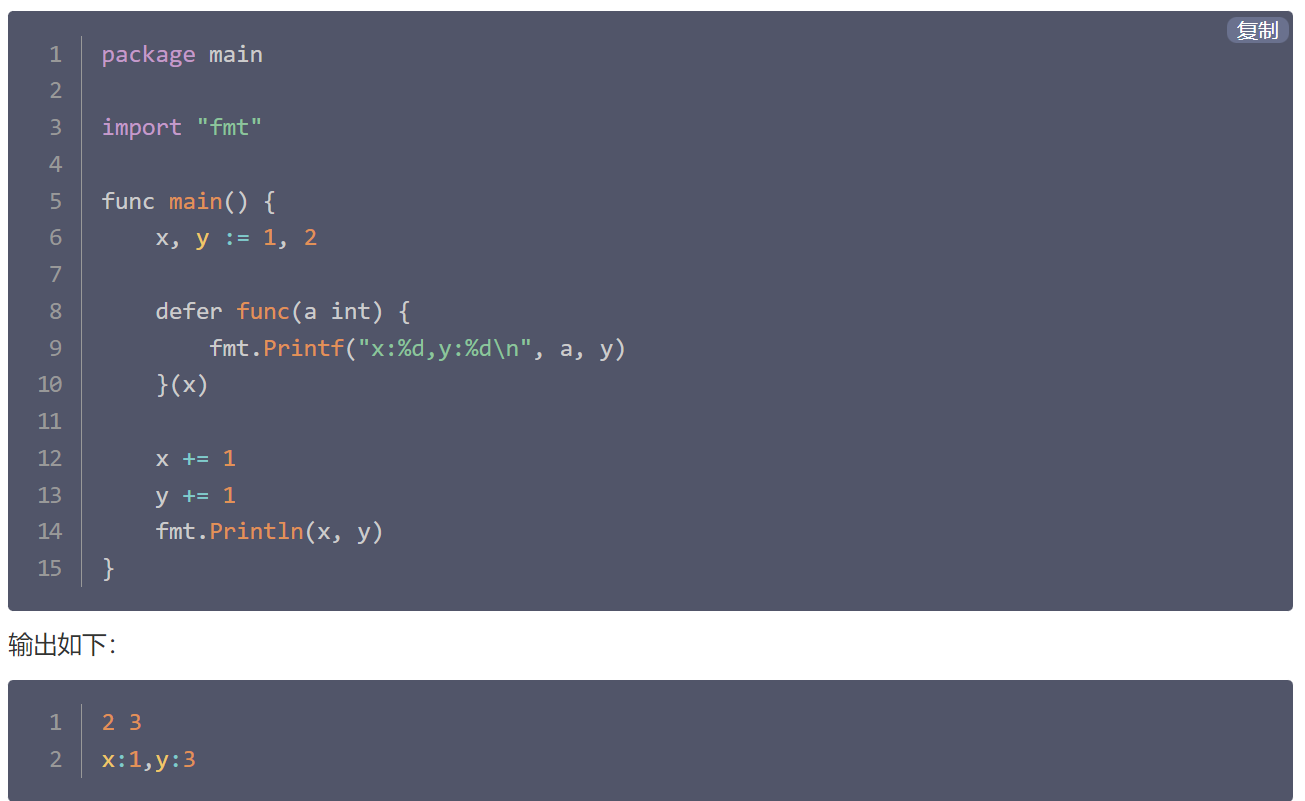 复制
1 package main
2
3 import "fmt"
4
5 func main() {
6     x, y := 1, 2
7
8     defer func(a int) {
9         fmt.Printf("x:%d,y:%d\n", a, y)
10     }(x)
11
12     x += 1
13     y += 1
14     fmt.Println(x, y)
15 }
输出如下：
1 2 3
2 x:1,y:3